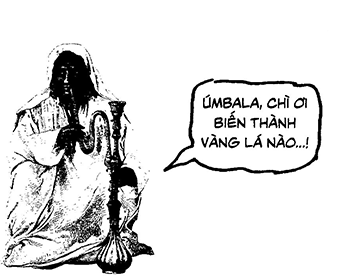 ÚMBALA, CHÌ ƠI
BIẾN THÀNH
VÀNG LÁ NÀO...!